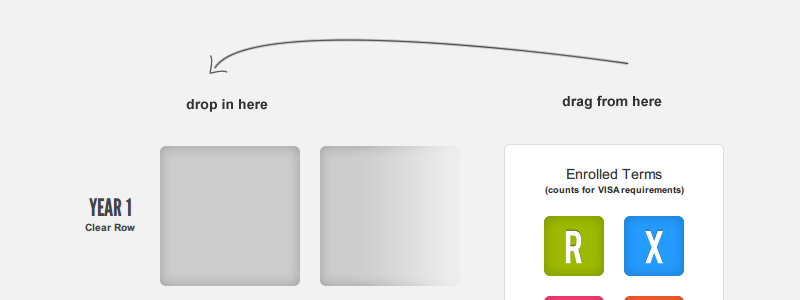 drop in here
drag from here
Enrolled Terms
(counts for VISA requirements)
YEAR 1
Clear Row
R
X